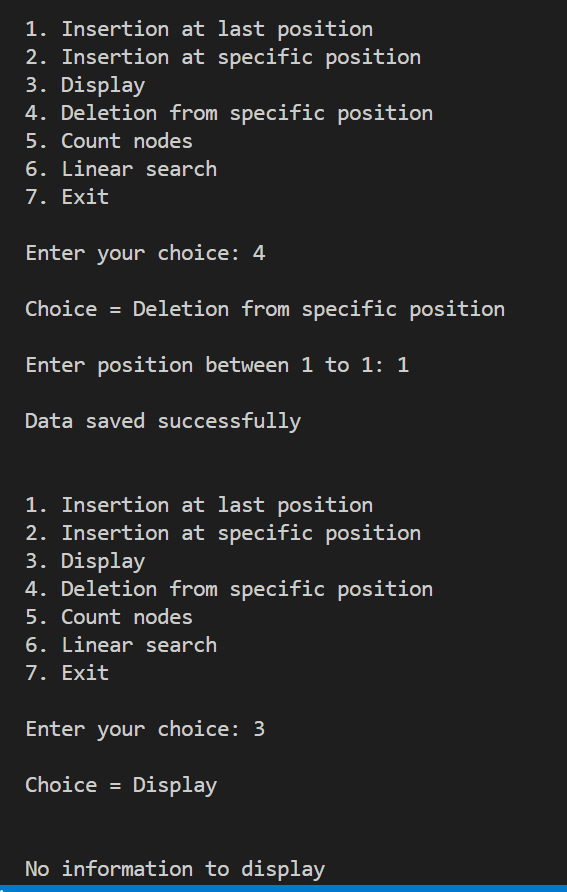 1. Insertion at last position
2. Insertion at specific position
3. Display
4. Deletion from specific position
5. Count nodes
6. Linear search
7. Exit
Enter your choice: 4
Choice = Deletion from specific position
Enter position between 1 to 1: 1
Data saved successfully
1. Insertion at last position
2. Insertion at specific position
3. Display
4. Deletion from specific position
5. Count nodes
6. Linear search
7. Exit
Enter your choice: 3
Choice = Display
No information to display